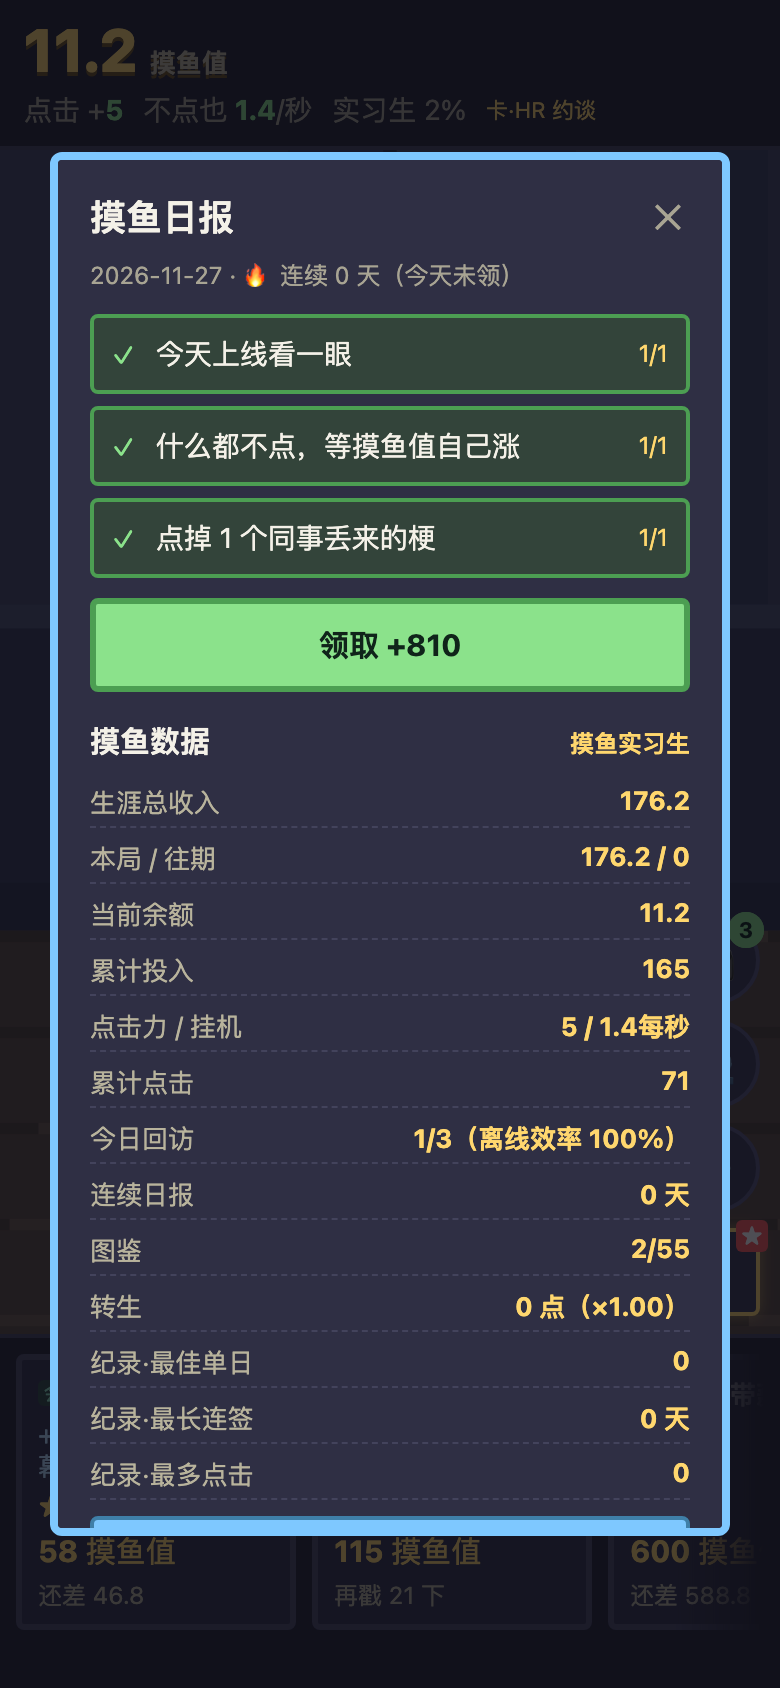 11.2 摸鱼值
点击 +5 不点也 1.4/秒 实习生 2% 卡·HR 约谈
摸鱼日报
2026-11-27 · 🔥 连续 0 天（今天未领）
✓ 今天上线看一眼 1/1
✓ 什么都不点，等摸鱼值自己涨 1/1
✓ 点掉 1 个同事丢来的梗 1/1
领取 +810
摸鱼数据 摸鱼实习生
生涯总收入 176.2
本局 / 往期 176.2 / 0
当前余额 11.2
3
累计投入 165
点击力 / 挂机 5 / 1.4每秒
累计点击 71
今日回访 1/3（离线效率 100%）
连续日报 0 天
图鉴 2/55
转生 0 点（×1.00）
纪录·最佳单日 0
纪录·最长连签 0 天
纪录·最多点击 0
带
58 摸鱼值 115 摸鱼值 600 摸鱼
还差 46.8 再戳 21 下 还差 588.8